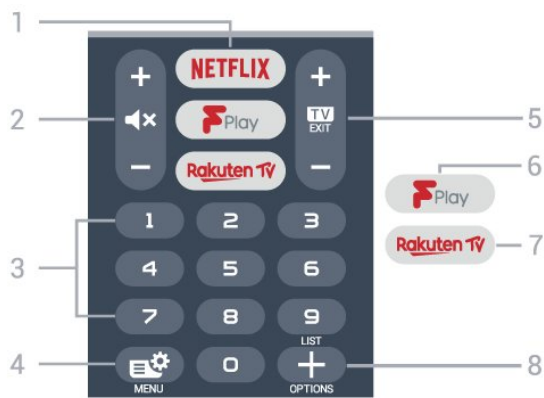 1
NETFLIX
+ +
2
Play
TV
EXIT
5
- -
Rakuten TV
6
Play
1 2 3
Rakuten TV
7
3
4 5 6
7 8 9
LIST
4
0
+
8
MENU
OPTIONS